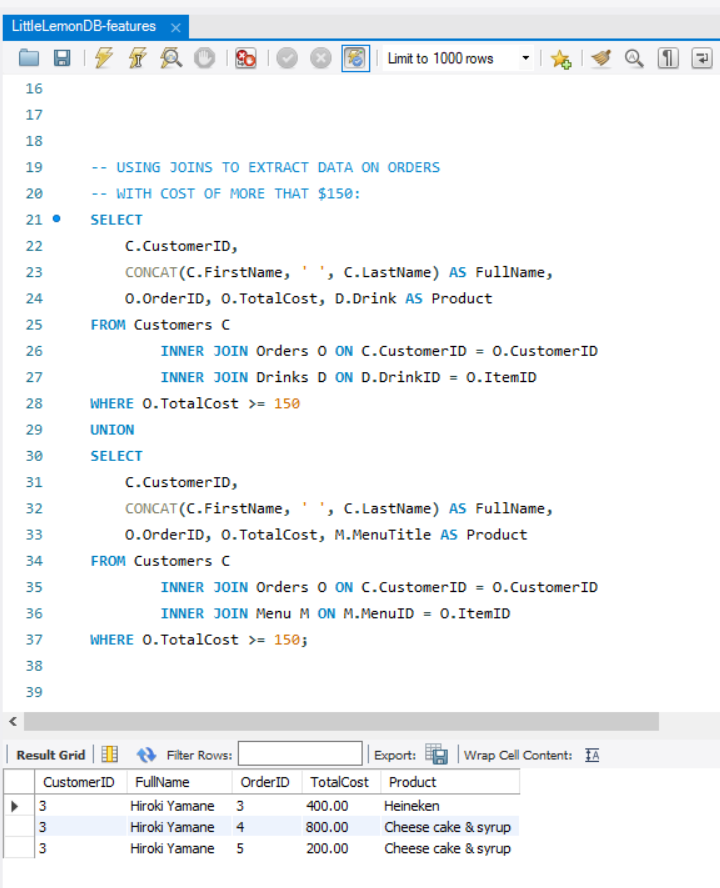 LittleLemonDB-features
Limit to 1000 rows
16
17
18
19 -- USING JOINS TO EXTRACT DATA ON ORDERS
20 -- WITH COST OF MORE THAT $150:
21 SELECT
22 C.CustomerID,
23 CONCAT(C.FirstName, ' ', C.LastName) AS FullName,
24 O.OrderID, O.TotalCost, D.Drink AS Product
25 FROM Customers C
26 INNER JOIN Orders O ON C.CustomerID = O.CustomerID
27 INNER JOIN Drinks D ON D.DrinkID = O.ItemID
28 WHERE O.TotalCost >= 150
29 UNION
30 SELECT
31 C.CustomerID,
32 CONCAT(C.FirstName, ' ', C.LastName) AS FullName,
33 O.OrderID, O.TotalCost, M.MenuTitle AS Product
34 FROM Customers C
35 INNER JOIN Orders O ON C.CustomerID = O.CustomerID
36 INNER JOIN Menu M ON M.MenuID = O.ItemID
37 WHERE O.TotalCost >= 150;
38
39
Result Grid Filter Rows: Export: Wrap Cell Content: IA
CustomerID FullName OrderID TotalCost Product
3 Hiroki Yamane 3 400.00 Heineken
3 Hiroki Yamane 4 800.00 Cheese cake & syrup
3 Hiroki Yamane 5 200.00 Cheese cake & syrup